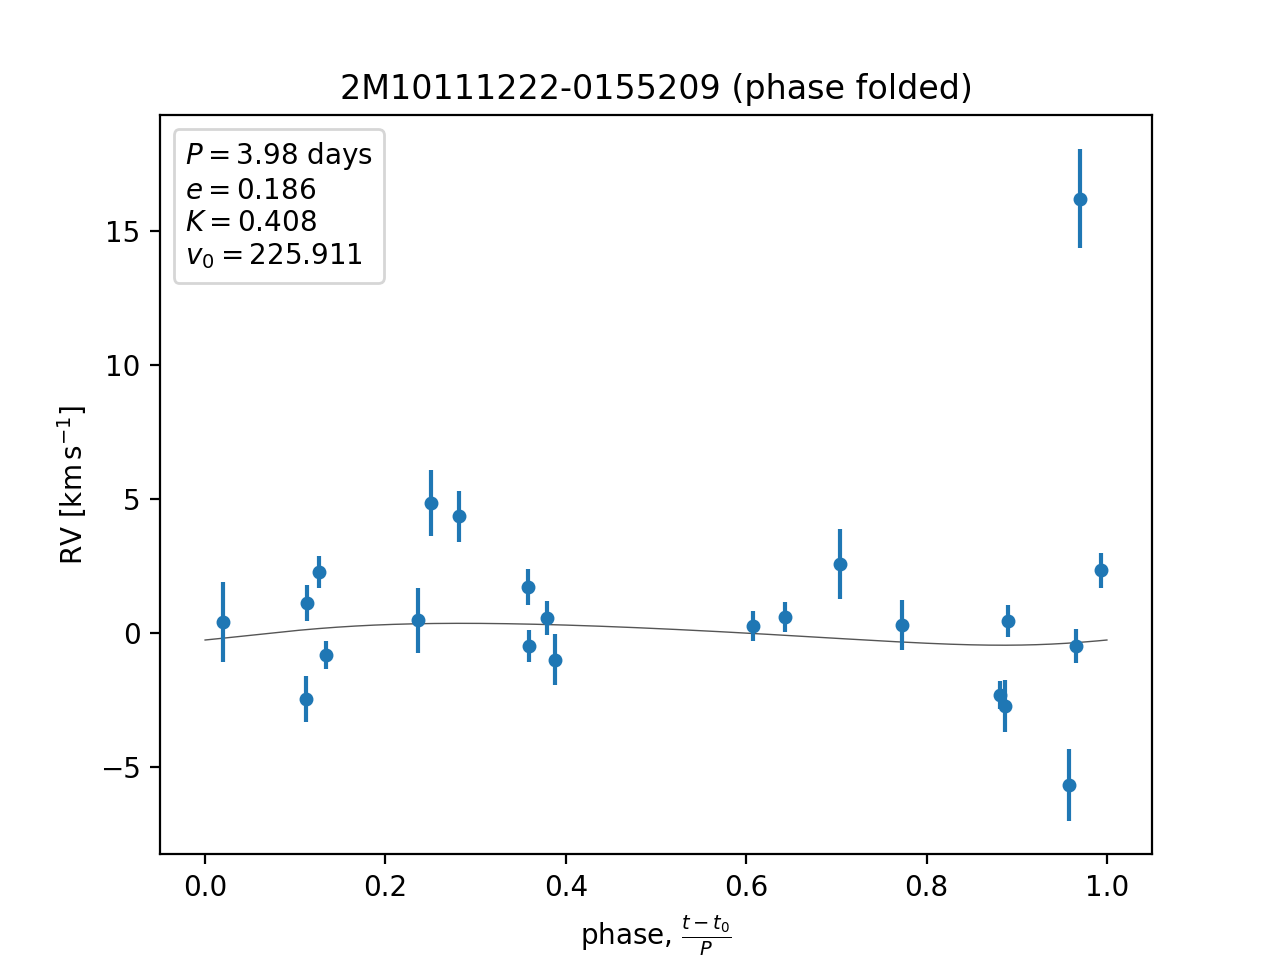 2M10111222-0155209 (phase folded)
P = 3.98 days
e = 0.186
K = 0.408
v₀ = 225.911
15
10
5
0
−5
RV [km s⁻¹]
0.0 0.2 0.4 0.6 0.8 1.0
phase, (t − t₀)/P